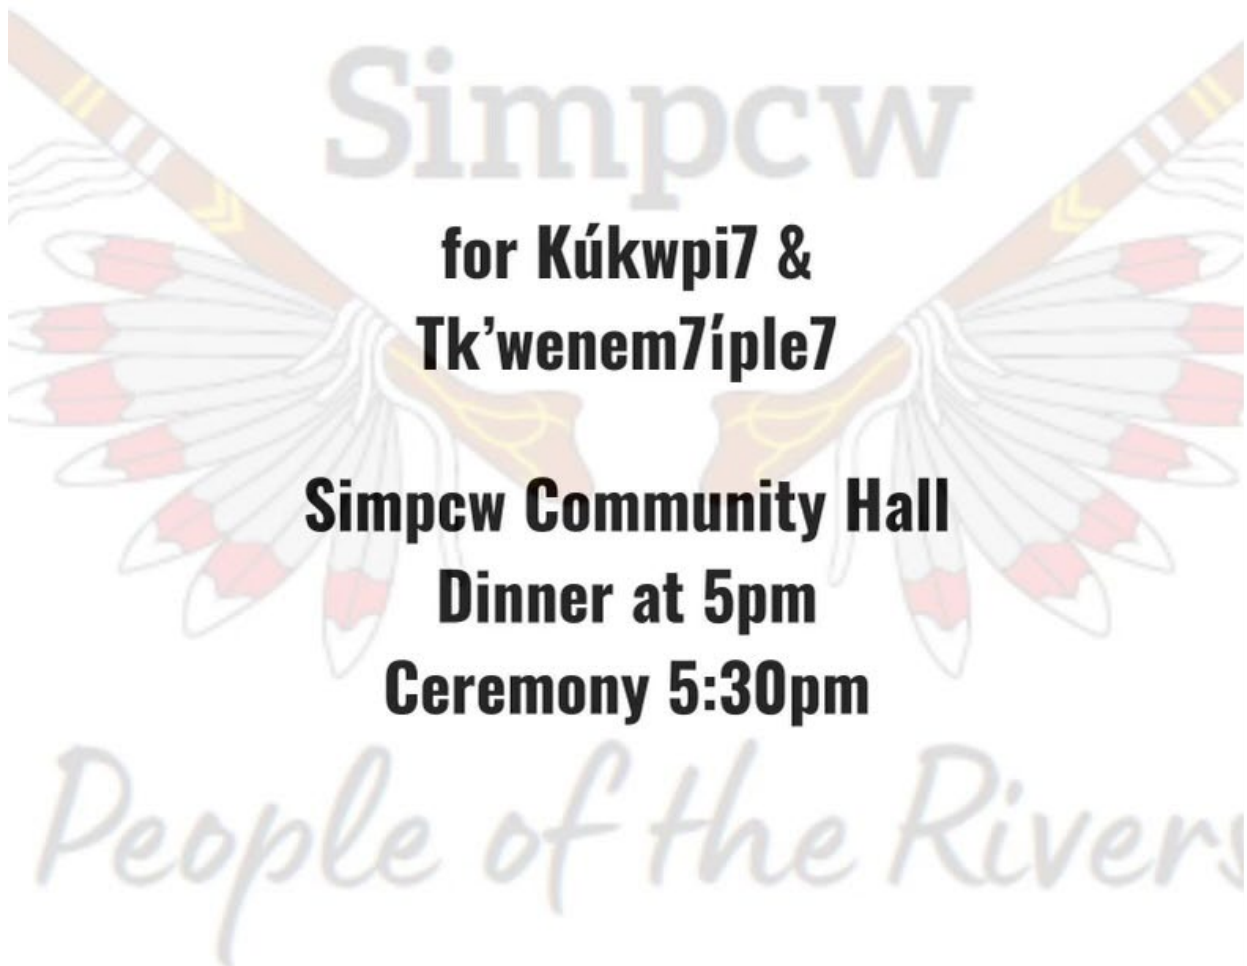 Simpcw
for Kúkwpi7 &
Tk’wenem7íple7
Simpcw Community Hall
Dinner at 5pm
Ceremony 5:30pm
People of the Rivers